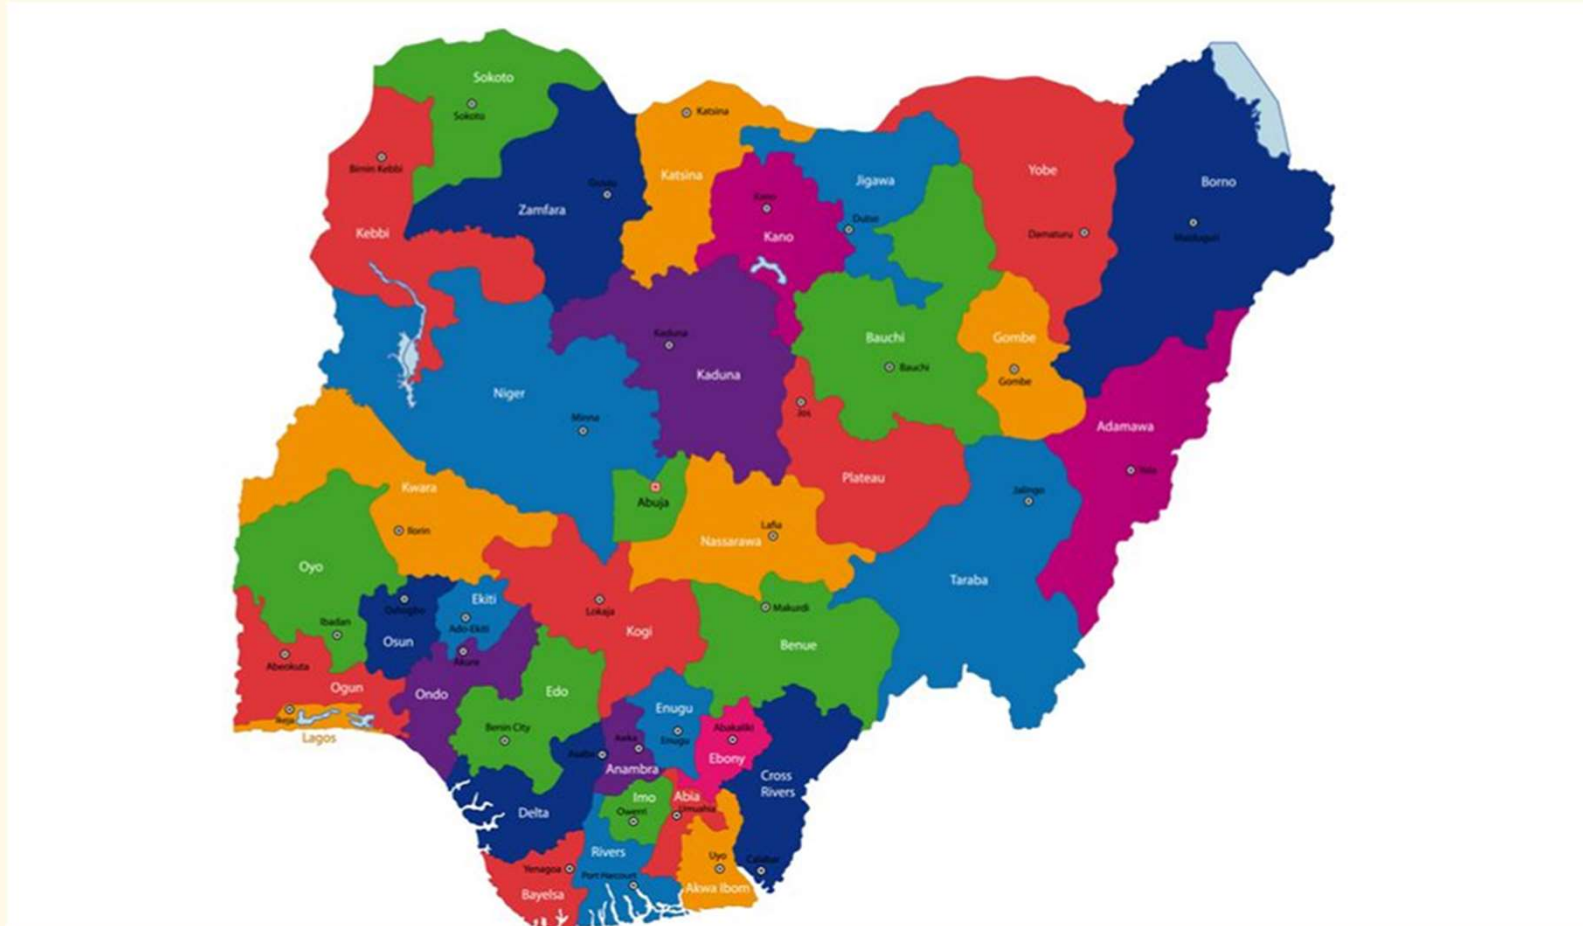 Sokoto
Sokoto
Katsina
Birnin Kebbi
Yobe
Katsina
Jigawa
Borno
Gusau
Kano
Zamfara
Dutse
Kebbi
Kano
Damaturu
Maiduguri
Kaduna
Bauchi
Gombe
Kaduna
Bauchi
Gombe
Niger
Jos
Minna
Adamawa
Yola
Plateau
Kwara
Jalingo
Abuja
Lafia
Ilorin
Nassarawa
Oyo
Taraba
Ekiti
Oshogbo
Lokaja
Makurdi
Ibadan
Ado-Ekiti
Kogi
Osun
Benue
Akure
Abeokuta
Ogun
Ondo
Edo
Enugu
Ikeja
Benin City
Abakaliki
Lagos
Awka
Enugu
Asaba
Ebony
Anambra
Cross
Rivers
Imo
Abia
Umuahia
Delta
Owerri
Rivers
Uyo
Calabar
Yenagoa
Port Harcourt
Bayelsa
Akwa Ibom